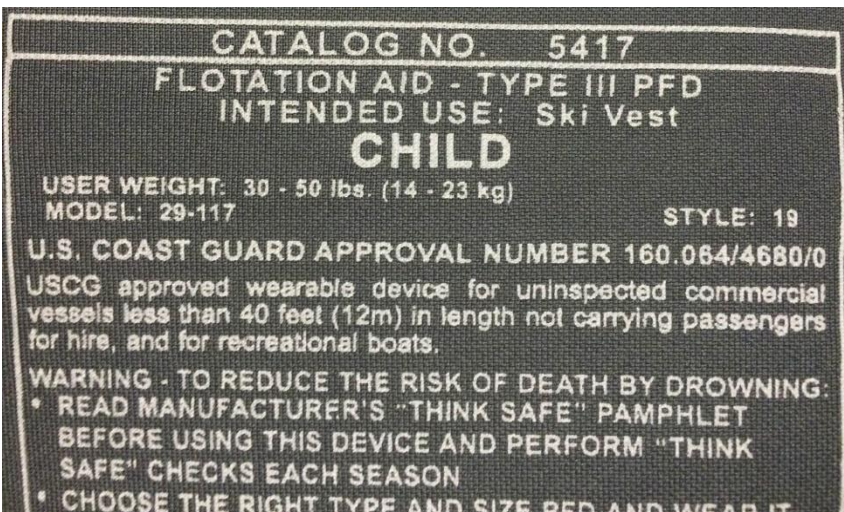 CATALOG NO. 5417
FLOTATION AID - TYPE III PFD
INTENDED USE: Ski Vest
CHILD
USER WEIGHT: 30 - 50 lbs. (14 - 23 kg)
MODEL: 29-117 STYLE: 19
U.S. COAST GUARD APPROVAL NUMBER 160.064/4680/0
USCG approved wearable device for uninspected commercial
vessels less than 40 feet (12m) in length not carrying passengers
for hire, and for recreational boats.
WARNING - TO REDUCE THE RISK OF DEATH BY DROWNING:
• READ MANUFACTURER'S "THINK SAFE" PAMPHLET
BEFORE USING THIS DEVICE AND PERFORM "THINK
SAFE" CHECKS EACH SEASON
• CHOOSE THE RIGHT TYPE AND SIZE PFD AND WEAR IT